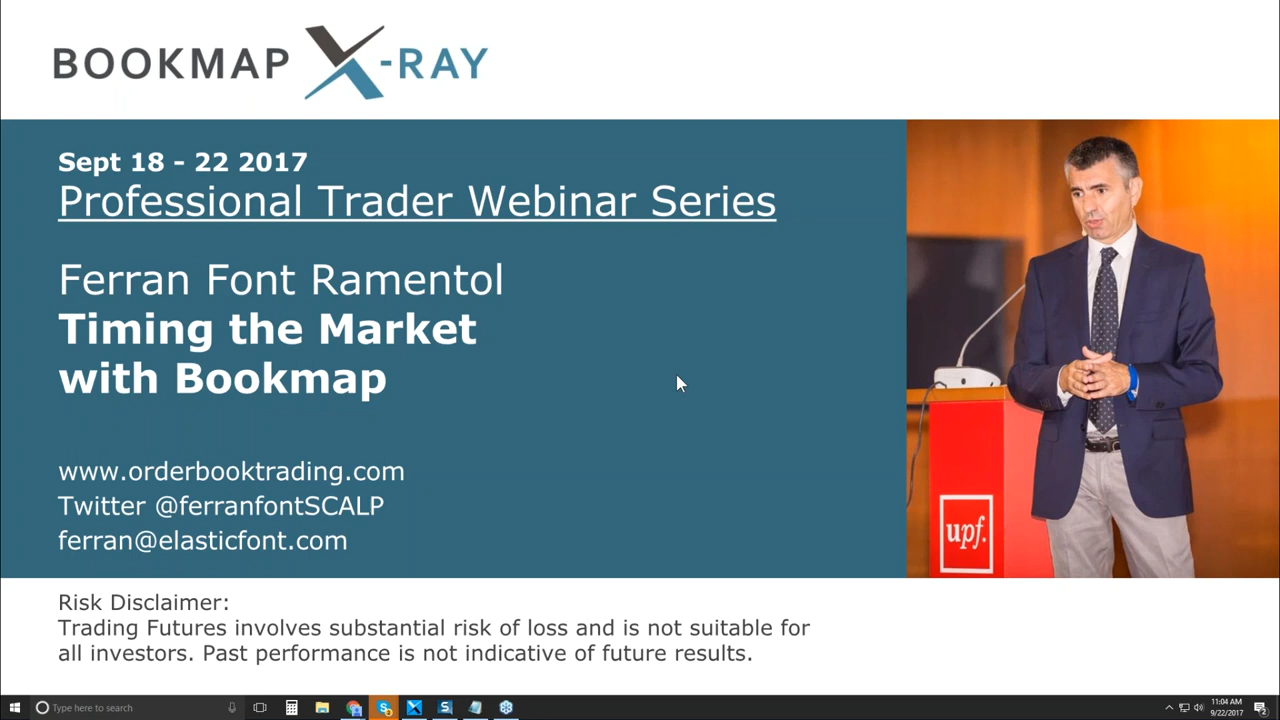 BOOKMAP X-RAY
Sept 18 - 22 2017
Professional Trader Webinar Series
Ferran Font Ramentol
Timing the Market
with Bookmap
www.orderbooktrading.com
Twitter @ferranfontSCALP
ferran@elasticfont.com
upf.
Risk Disclaimer:
Trading Futures involves substantial risk of loss and is not suitable for
all investors. Past performance is not indicative of future results.
Type here to search
11:04 AM
9/22/2017
2